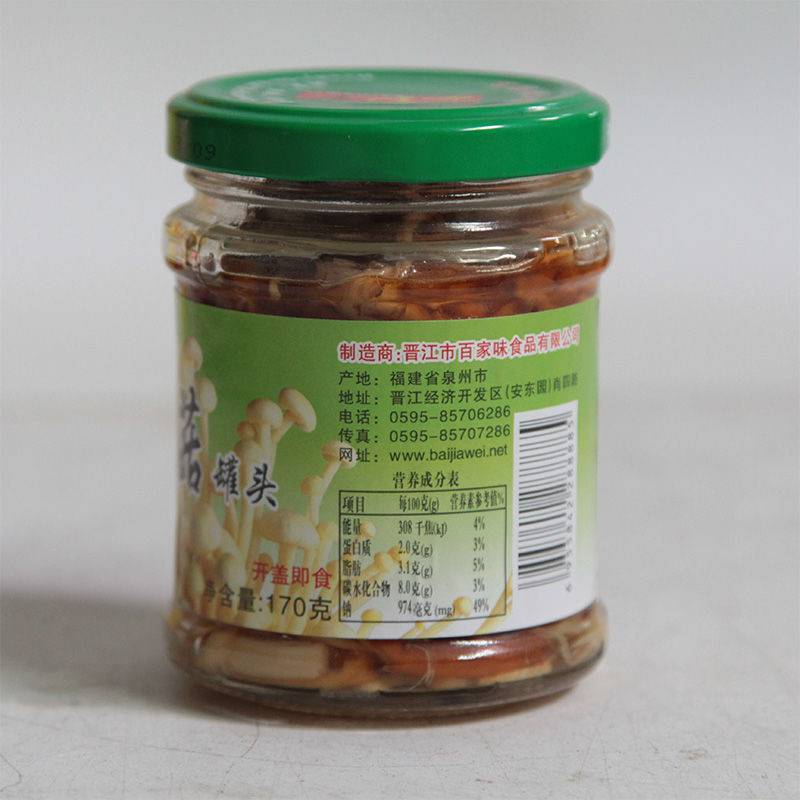 制造商:晋江市百家味食品有限公司
产地: 福建省泉州市
地址: 晋江经济开发区(安东园)肖四路
电话: 0595-85706286
传真: 0595-85707286
网址: www.baijiawei.net
菇罐头
开盖即食
含量:170克
营养成分表
项目 每100克(g) 营养素参考值%
能量 308 千焦(kj) 4%
蛋白质 2.0克(g) 3%
脂肪 3.1克(g) 5%
碳水化合物 8.0克(g) 3%
钠 974毫克(mg) 49%